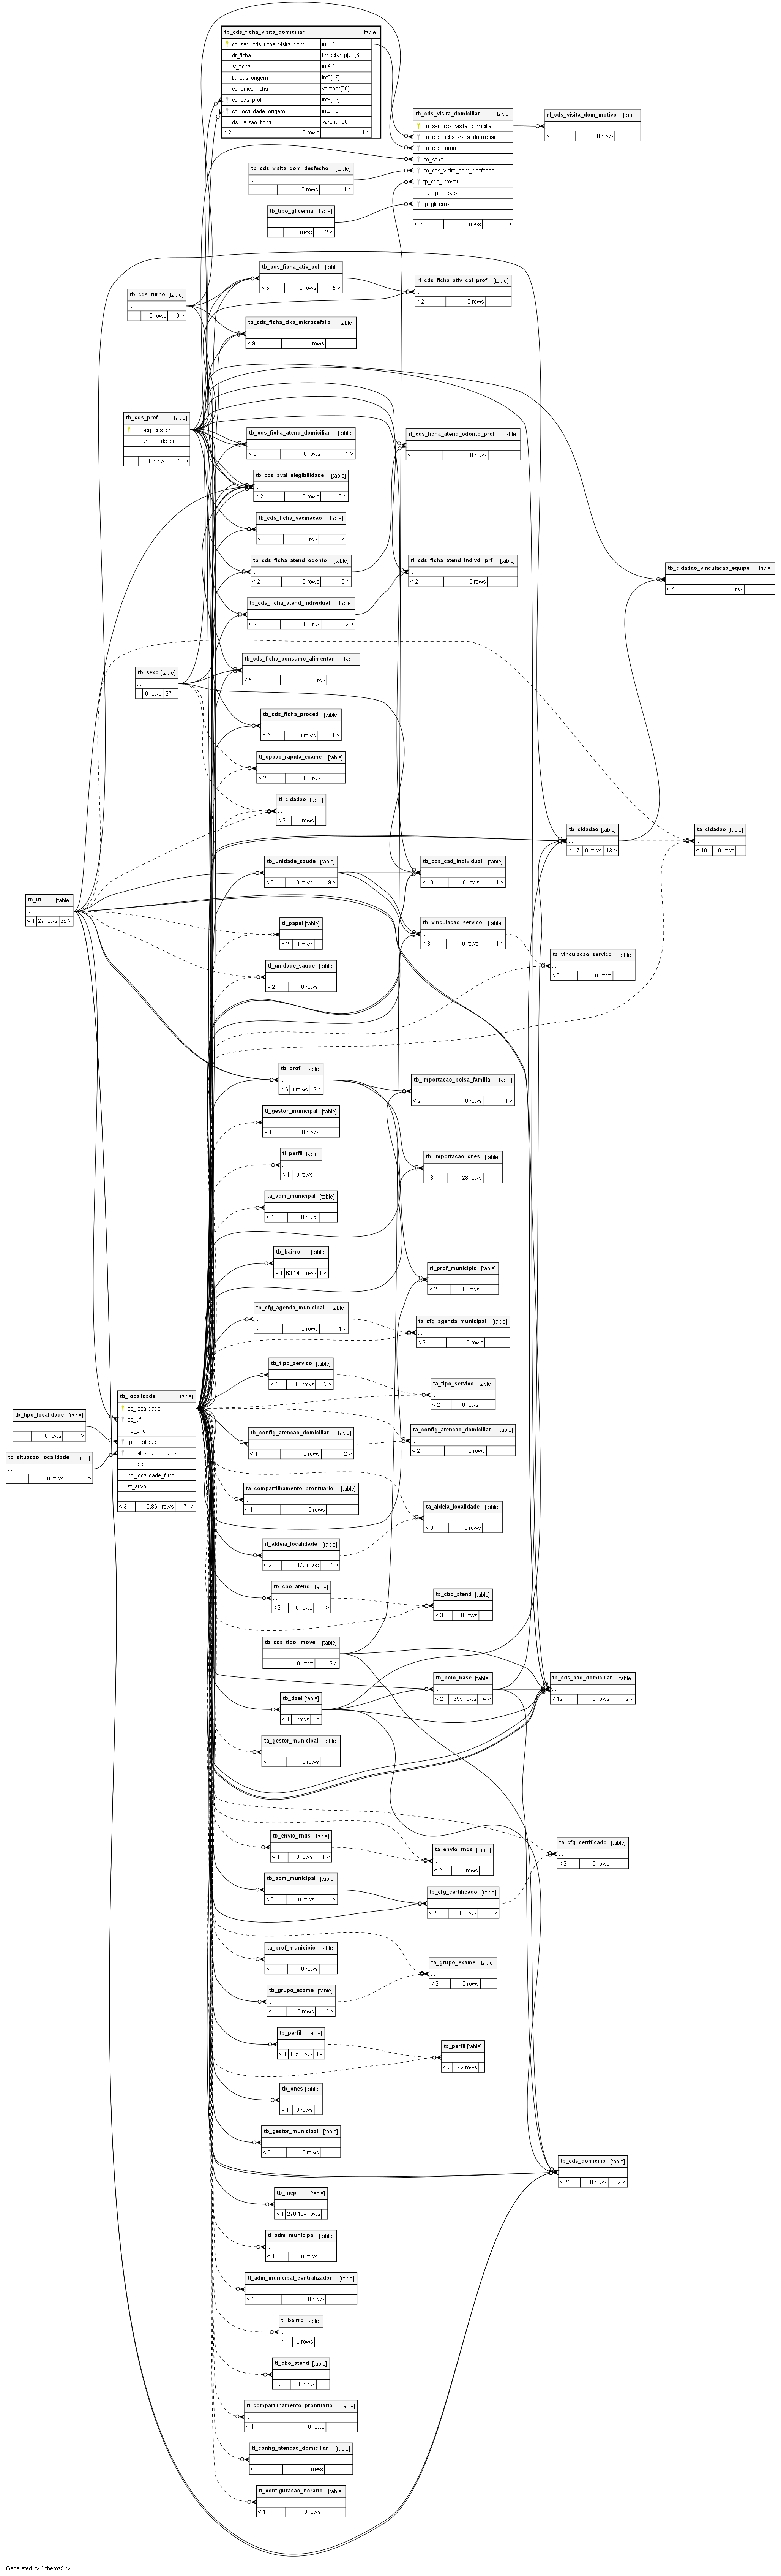 tb_cds_ficha_visita_domiciliar [table]
co_seq_cds_ficha_visita_dom int8[19]
dt_ficha timestamp[29,6]
st_ficha int4[10]
tp_cds_origem int8[19]
co_unico_ficha varchar[96]
co_cds_prof int8[19]
co_localidade_origem int8[19]
ds_versao_ficha varchar[30]
< 2 0 rows 1 >
tb_cds_visita_domiciliar [table]
co_seq_cds_visita_domiciliar
co_cds_ficha_visita_domiciliar
co_cds_turno
co_sexo
co_cds_visita_dom_desfecho
tp_cds_imovel
nu_cpf_cidadao
tp_glicemia
...
< 8 0 rows 1 >
rl_cds_visita_dom_motivo [table]
...
< 2 0 rows
tb_cds_visita_dom_desfecho [table]
...
0 rows 1 >
tb_tipo_glicemia [table]
...
0 rows 2 >
tb_cds_ficha_ativ_col [table]
...
< 5 0 rows 5 >
rl_cds_ficha_ativ_col_prof [table]
...
< 2 0 rows
tb_cds_turno [table]
...
0 rows 9 >
tb_cds_ficha_zika_microcefalia [table]
...
< 9 0 rows
tb_cds_prof [table]
co_seq_cds_prof
co_unico_cds_prof
...
0 rows 18 >
tb_cds_ficha_atend_domiciliar [table]
...
< 3 0 rows 1 >
rl_cds_ficha_atend_odonto_prof [table]
...
< 2 0 rows
tb_cds_aval_elegibilidade [table]
...
< 21 0 rows 2 >
tb_cds_ficha_vacinacao [table]
...
< 3 0 rows 1 >
tb_cds_ficha_atend_odonto [table]
...
< 2 0 rows 2 >
rl_cds_ficha_atend_indivdl_prf [table]
...
< 2 0 rows
tb_cidadao_vinculacao_equipe [table]
...
< 4 0 rows
tb_cds_ficha_atend_individual [table]
...
< 2 0 rows 2 >
tb_cds_ficha_consumo_alimentar [table]
...
< 5 0 rows
tb_sexo [table]
...
0 rows 27 >
tb_cds_ficha_proced [table]
...
< 2 0 rows 1 >
tl_opcao_rapida_exame [table]
...
< 2 0 rows
tl_cidadao [table]
...
< 8 0 rows
tb_cidadao [table]
...
< 17 0 rows 13 >
ta_cidadao [table]
...
< 10 0 rows
tb_unidade_saude [table]
...
< 5 0 rows 19 >
tb_cds_cad_individual [table]
...
< 10 0 rows 1 >
tb_uf [table]
...
< 1 27 rows 26 >
tl_papel [table]
...
< 2 0 rows
tb_vinculacao_servico [table]
...
< 3 0 rows 1 >
ta_vinculacao_servico [table]
...
< 2 0 rows
tl_unidade_saude [table]
...
< 2 0 rows
tb_prof [table]
...
< 6 0 rows 13 >
tb_importacao_bolsa_familia [table]
...
< 2 0 rows 1 >
tl_gestor_municipal [table]
...
< 1 0 rows
tl_perfil [table]
...
< 1 0 rows
tb_importacao_cnes [table]
...
< 3 28 rows
ta_adm_municipal [table]
...
< 1 0 rows
tb_bairro [table]
...
< 1 63.149 rows 1 >
rl_prof_municipio [table]
...
< 2 0 rows
tb_cfg_agenda_municipal [table]
...
< 1 0 rows 1 >
ta_cfg_agenda_municipal [table]
...
< 2 0 rows
tb_tipo_servico [table]
...
< 1 10 rows 5 >
ta_tipo_servico [table]
...
< 2 0 rows
tb_localidade [table]
co_localidade
co_uf
nu_dne
tp_localidade
co_situacao_localidade
co_ibge
no_localidade_filtro
st_ativo
...
< 3 10.864 rows 71 >
tb_tipo_localidade [table]
...
0 rows 1 >
tb_situacao_localidade [table]
...
0 rows 1 >
tb_config_atencao_domiciliar [table]
...
< 1 0 rows 2 >
ta_config_atencao_domiciliar [table]
...
< 2 0 rows
ta_compartilhamento_prontuario [table]
...
< 1 0 rows
ta_aldeia_localidade [table]
...
< 3 0 rows
rl_aldeia_localidade [table]
...
< 2 7.877 rows 1 >
tb_cbo_atend [table]
...
< 2 0 rows 1 >
ta_cbo_atend [table]
...
< 3 0 rows
tb_cds_tipo_imovel [table]
...
0 rows 3 >
tb_polo_base [table]
...
< 2 386 rows 4 >
tb_cds_cad_domiciliar [table]
...
< 12 0 rows 2 >
tb_dsei [table]
...
< 1 0 rows 4 >
ta_gestor_municipal [table]
...
< 1 0 rows
tb_envio_rnds [table]
...
< 1 0 rows 1 >
ta_envio_rnds [table]
...
< 2 0 rows
ta_cfg_certificado [table]
...
< 2 0 rows
tb_adm_municipal [table]
...
< 2 0 rows 1 >
tb_cfg_certificado [table]
...
< 2 0 rows 1 >
ta_prof_municipio [table]
...
< 1 0 rows
ta_grupo_exame [table]
...
< 2 0 rows
tb_grupo_exame [table]
...
< 1 0 rows 2 >
tb_perfil [table]
...
< 1 195 rows 3 >
ta_perfil [table]
...
< 2 192 rows
tb_cnes [table]
...
< 1 0 rows
tb_gestor_municipal [table]
...
< 2 0 rows
tb_cds_domicilio [table]
...
< 21 0 rows 2 >
tb_inep [table]
...
< 1 278.134 rows
tl_adm_municipal [table]
...
< 1 0 rows
tl_adm_municipal_centralizador [table]
...
< 1 0 rows
tl_bairro [table]
...
< 1 0 rows
tl_cbo_atend [table]
...
< 2 0 rows
tl_compartilhamento_prontuario [table]
...
< 1 0 rows
tl_config_atencao_domiciliar [table]
...
< 1 0 rows
tl_configuracao_horario [table]
...
< 1 0 rows
Generated by SchemaSpy